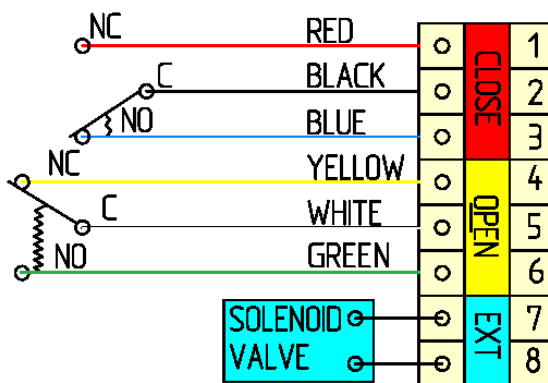 NC RED 1
C BLACK 2
NO BLUE 3
CLOSE
NC YELLOW 4
C WHITE 5
NO GREEN 6
OPEN
SOLENOID 7
VALVE 8
EXT